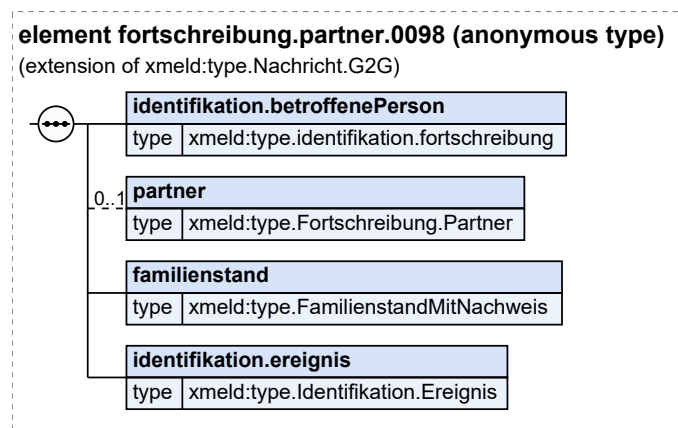 element fortschreibung.partner.0098 (anonymous type)
(extension of xmeld:type.Nachricht.G2G)
identifikation.betroffenePerson
type xmeld:type.identifikation.fortschreibung
0..1 partner
type xmeld:type.Fortschreibung.Partner
familienstand
type xmeld:type.FamilienstandMitNachweis
identifikation.ereignis
type xmeld:type.Identifikation.Ereignis